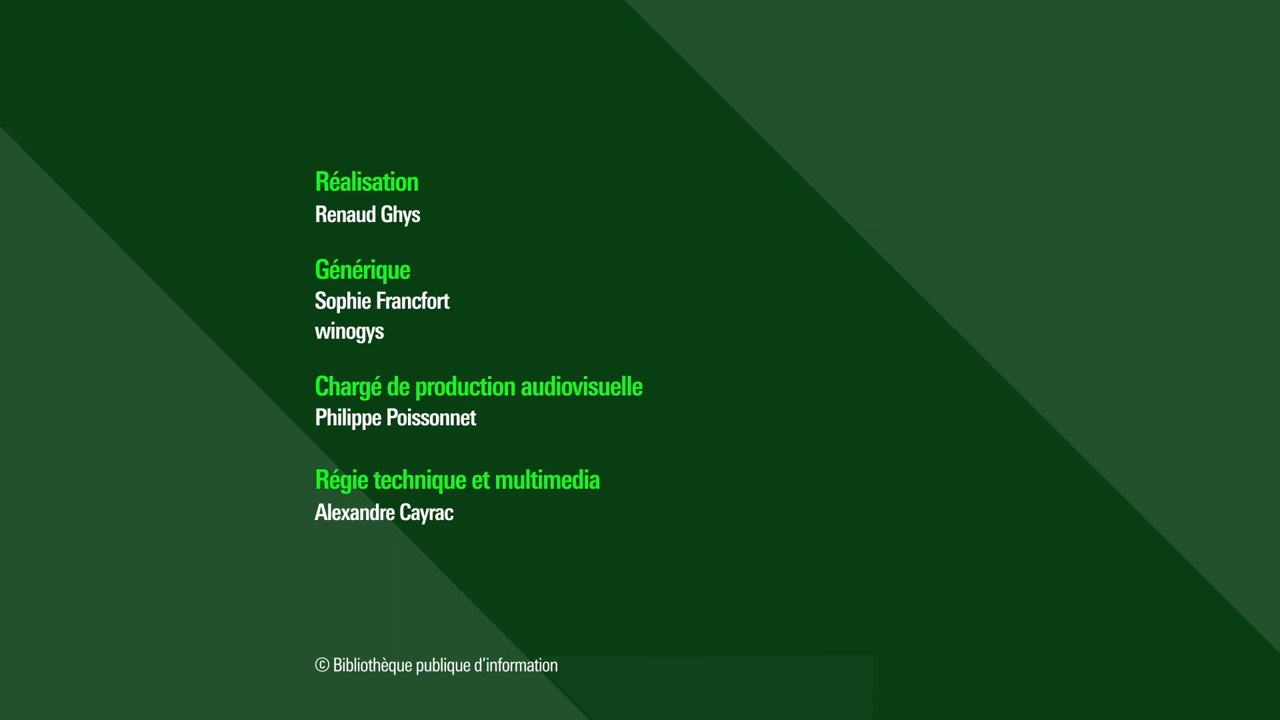 Réalisation
Renaud Ghys
Générique
Sophie Francfort
winogys
Chargé de production audiovisuelle
Philippe Poissonnet
Régie technique et multimedia
Alexandre Cayrac
© Bibliothèque publique d’information